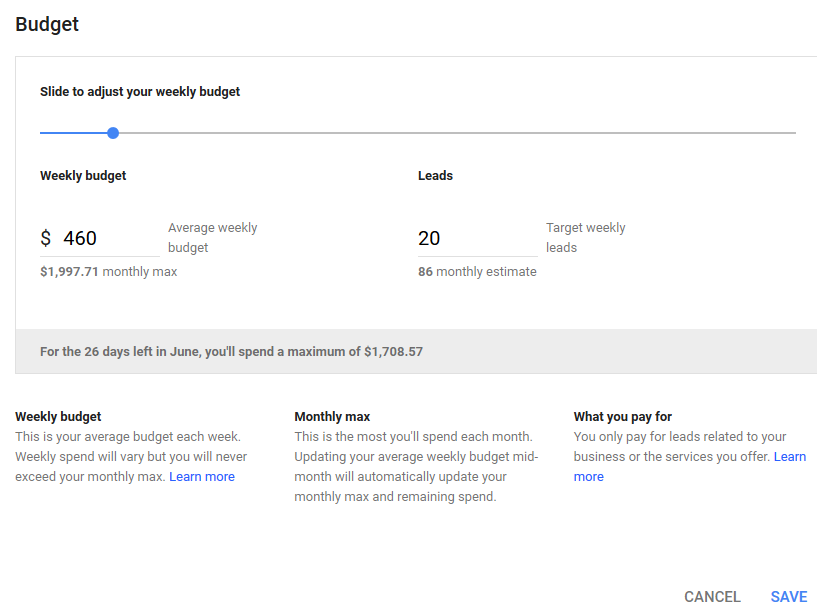 Budget
Slide to adjust your weekly budget
Weekly budget
Leads
$ 460
Average weekly
budget
20
Target weekly
leads
$1,997.71 monthly max
86 monthly estimate
For the 26 days left in June, you'll spend a maximum of $1,708.57
Weekly budget
This is your average budget each week.
Weekly spend will vary but you will never
exceed your monthly max. Learn more
Monthly max
This is the most you'll spend each month.
Updating your average weekly budget mid-
month will automatically update your
monthly max and remaining spend.
What you pay for
You only pay for leads related to your
business or the services you offer. Learn
more
CANCEL
SAVE